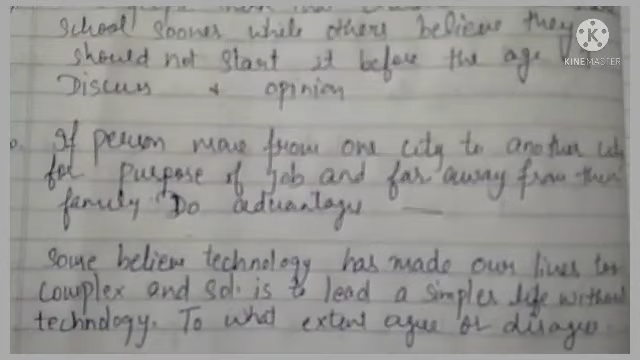 school sooner while others believe they
should not start it before the age
Discuss & opinion
If person move from one city to another city
for purpose of job and far away from their
family. Do advantages —
Some believe technology has made our lives too
complex and sol. is to lead a simpler life without
technology. To what extent agree or disagree
K
KINEMASTER